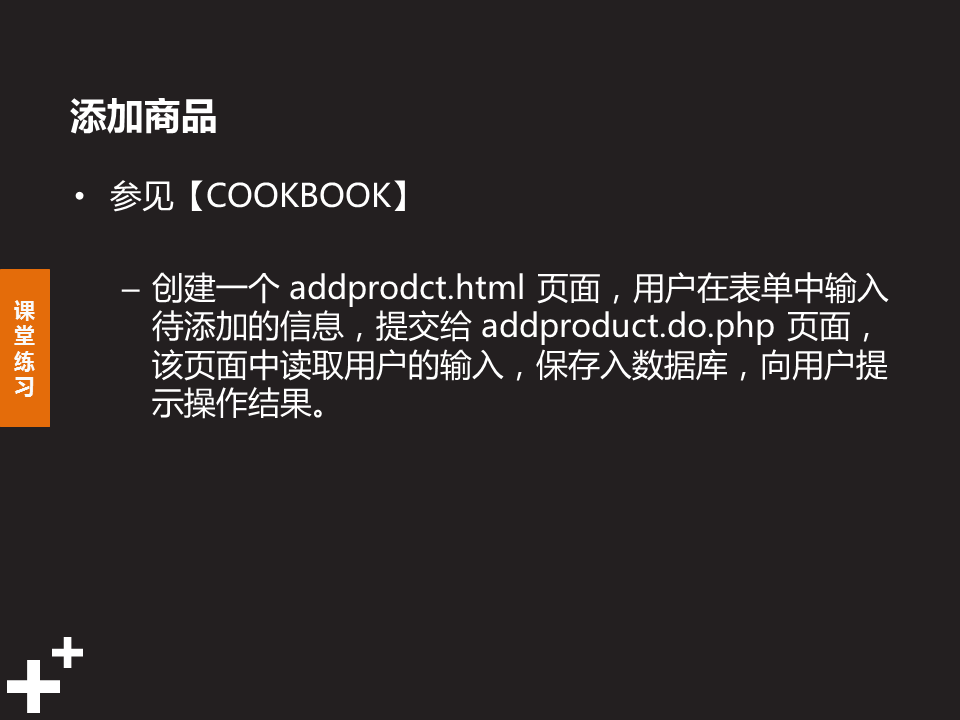 添加商品
• 参见【COOKBOOK】
– 创建一个 addprodct.html 页面，用户在表单中输入
待添加的信息，提交给 addproduct.do.php 页面，
该页面中读取用户的输入，保存入数据库，向用户提
示操作结果。
课
堂
练
习